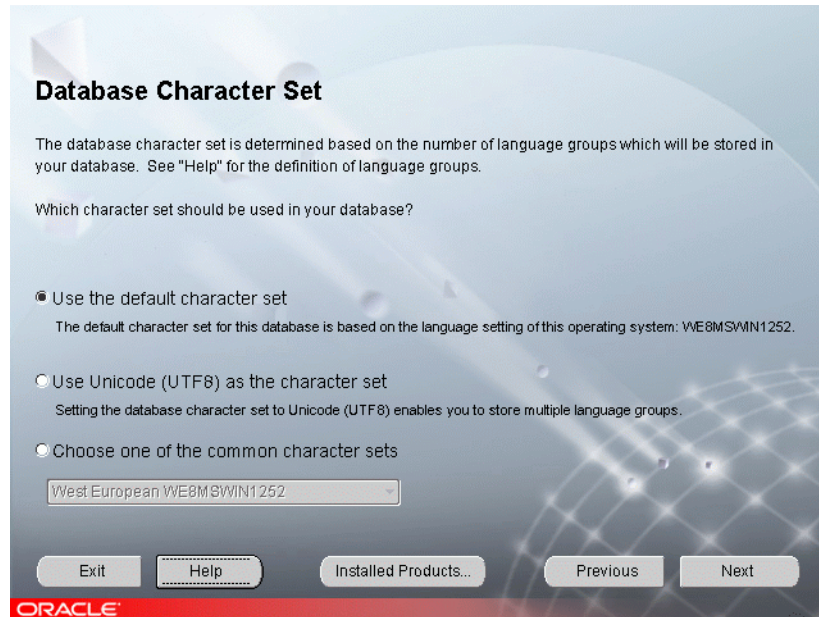 Database Character Set
The database character set is determined based on the number of language groups which will be stored in
your database. See "Help" for the definition of language groups.
Which character set should be used in your database?
Use the default character set
The default character set for this database is based on the language setting of this operating system: WE8MSWIN1252.
Use Unicode (UTF8) as the character set
Setting the database character set to Unicode (UTF8) enables you to store multiple language groups.
Choose one of the common character sets
West European WE8MSWIN1252
Exit Help Installed Products... Previous Next
ORACLE